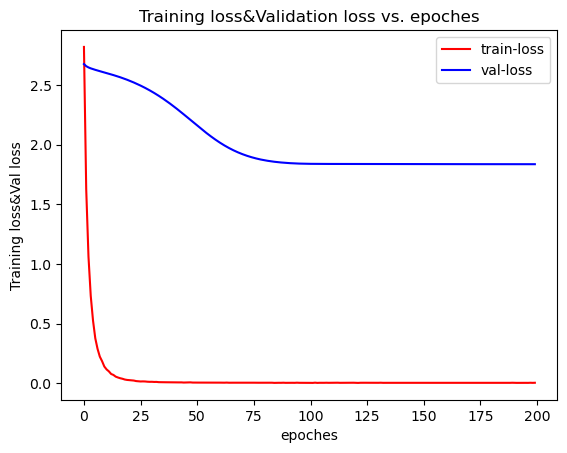 Training loss&Validation loss vs. epoches
train-loss
val-loss
Training loss&Val loss
2.5
2.0
1.5
1.0
0.5
0.0
0 25 50 75 100 125 150 175 200
epoches